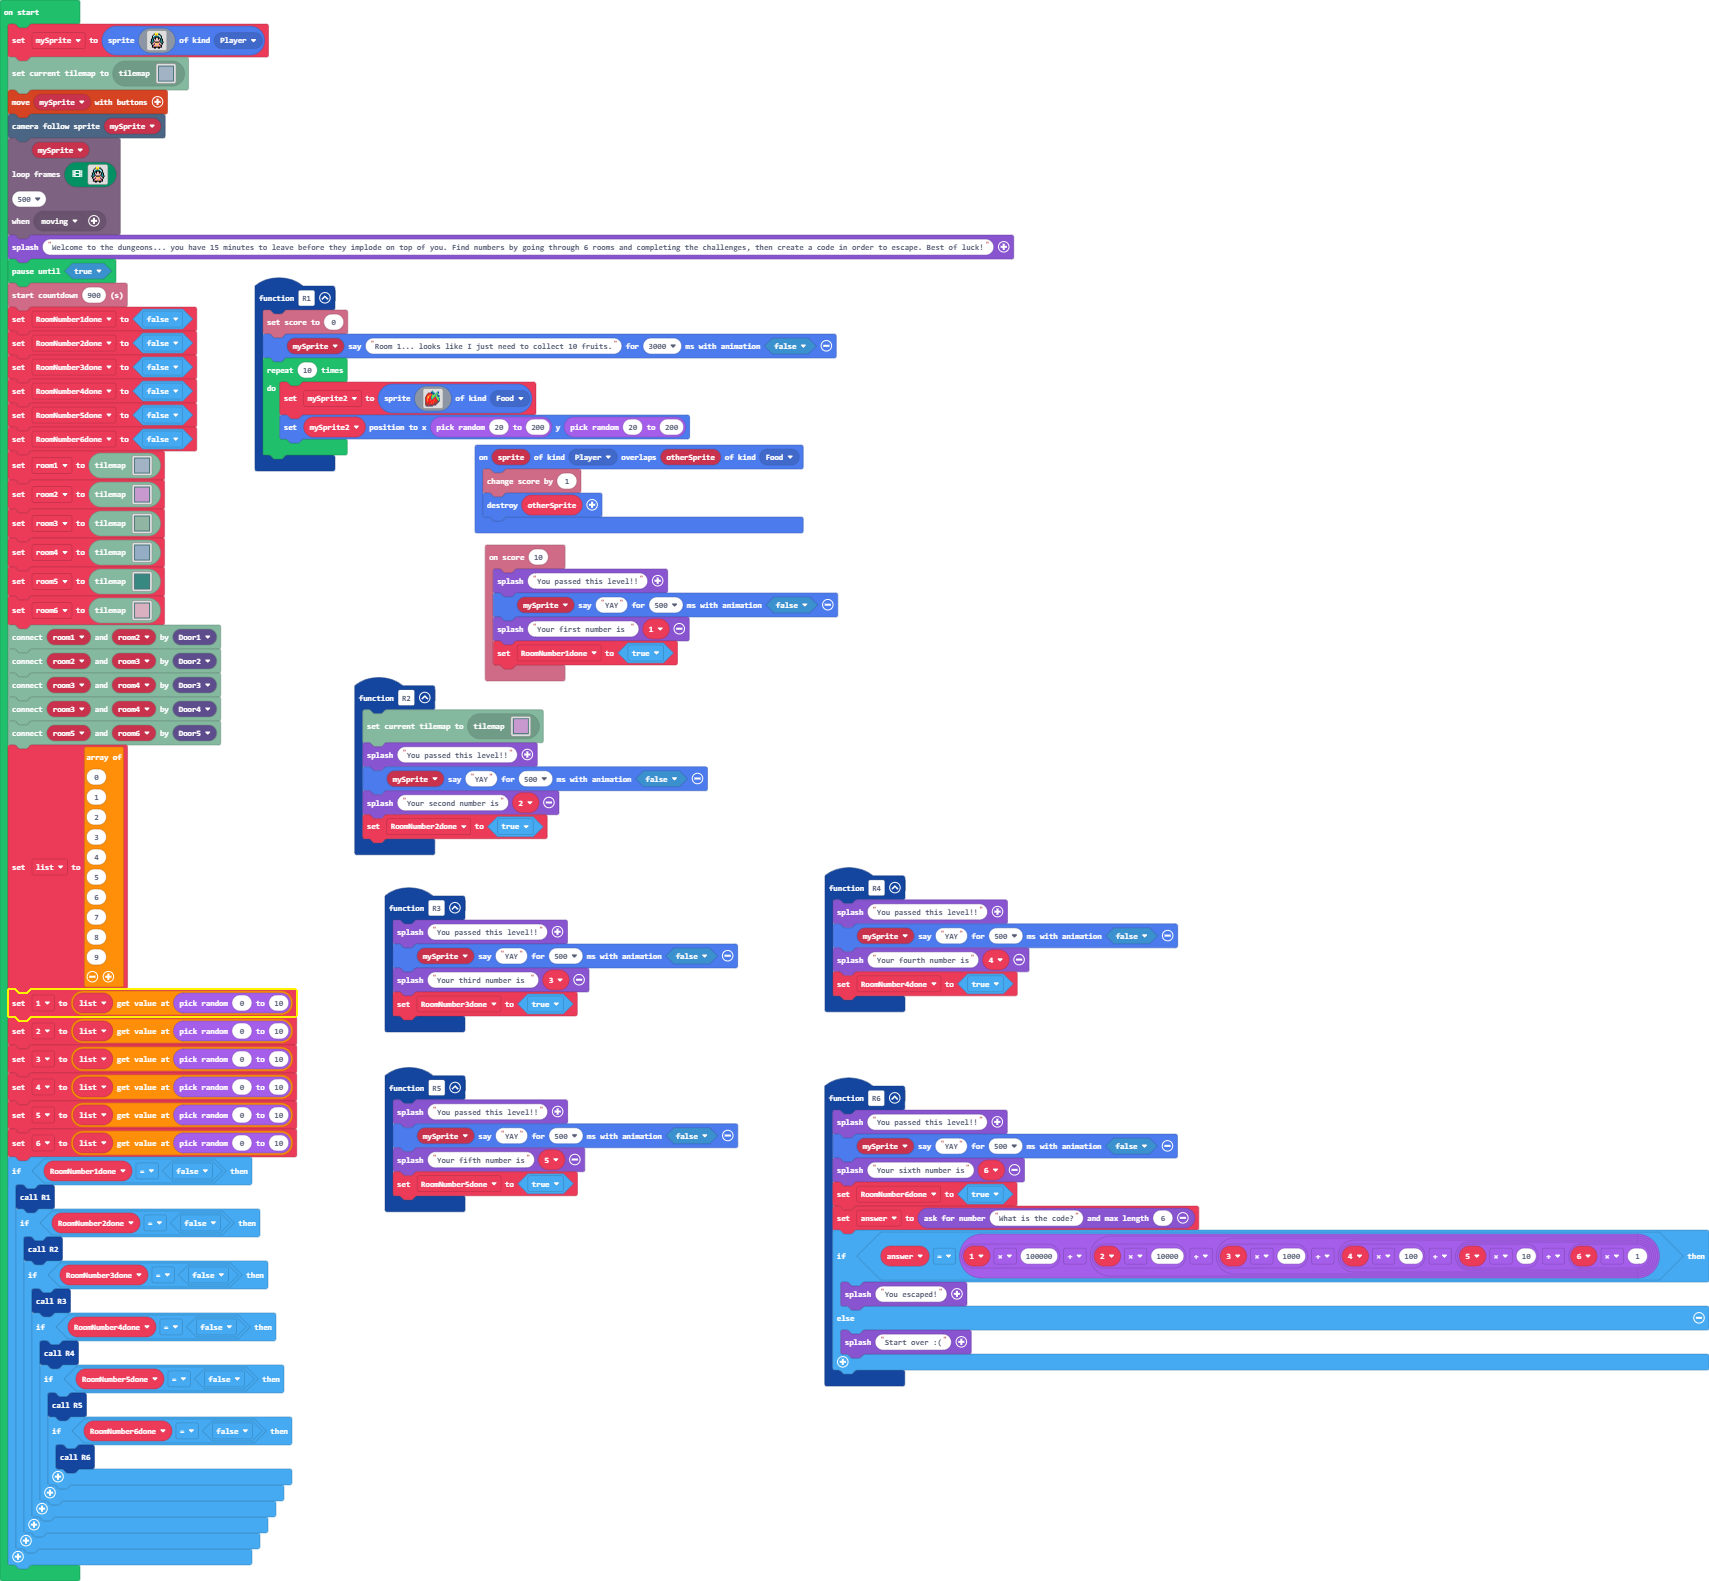 on start
set mySprite to sprite of kind Player
set current tilemap to tilemap
move mySprite with buttons
camera follow sprite mySprite
mySprite
loop frames
500
when moving
splash "Welcome to the dungeons... you have 15 minutes to leave before they implode on top of you. Find numbers by going through 6 rooms and completing the challenges, then create a code in order to escape. Best of luck!"
pause until true
start countdown 900 (s)
set RoomNumber1done to false
set RoomNumber2done to false
set RoomNumber3done to false
set RoomNumber4done to false
set RoomNumber5done to false
set RoomNumber6done to false
set room1 to tilemap
set room2 to tilemap
set room3 to tilemap
set room4 to tilemap
set room5 to tilemap
set room6 to tilemap
connect room1 and room2 by Door1
connect room2 and room3 by Door2
connect room3 and room4 by Door3
connect room3 and room4 by Door4
connect room5 and room6 by Door5
set list to array of
0
1
2
3
4
5
6
7
8
9
set 1 to list get value at pick random 0 to 10
set 2 to list get value at pick random 0 to 10
set 3 to list get value at pick random 0 to 10
set 4 to list get value at pick random 0 to 10
set 5 to list get value at pick random 0 to 10
set 6 to list get value at pick random 0 to 10
if RoomNumber1done = false then
call R1
if RoomNumber2done = false then
call R2
if RoomNumber3done = false then
call R3
if RoomNumber4done = false then
call R4
if RoomNumber5done = false then
call R5
if RoomNumber6done = false then
call R6
function R1
set score to 0
mySprite say "Room 1... looks like I just need to collect 10 fruits." for 3000 ms with animation false
repeat 10 times
do
set mySprite2 to sprite of kind Food
set mySprite2 position to x pick random 20 to 200 y pick random 20 to 200
on sprite of kind Player overlaps otherSprite of kind Food
change score by 1
destroy otherSprite
on score 10
splash "You passed this level!!"
mySprite say "YAY" for 500 ms with animation false
splash "Your first number is " 1
set RoomNumber1done to true
function R2
set current tilemap to tilemap
splash "You passed this level!!"
mySprite say "YAY" for 500 ms with animation false
splash "Your second number is" 2
set RoomNumber2done to true
function R3
splash "You passed this level!!"
mySprite say "YAY" for 500 ms with animation false
splash "Your third number is " 3
set RoomNumber3done to true
function R4
splash "You passed this level!!"
mySprite say "YAY" for 500 ms with animation false
splash "Your fourth number is " 4
set RoomNumber4done to true
function R5
splash "You passed this level!!"
mySprite say "YAY" for 500 ms with animation false
splash "Your fifth number is" 5
set RoomNumber5done to true
function R6
splash "You passed this level!!"
mySprite say "YAY" for 500 ms with animation false
splash "Your sixth number is" 6
set RoomNumber6done to true
set answer to ask for number "What is the code?" and max length 6
if answer = 1 × 100000 + 2 × 10000 + 3 × 1000 + 4 × 100 + 5 × 10 + 6 × 1 then
splash "You escaped!"
else
splash "Start over :("